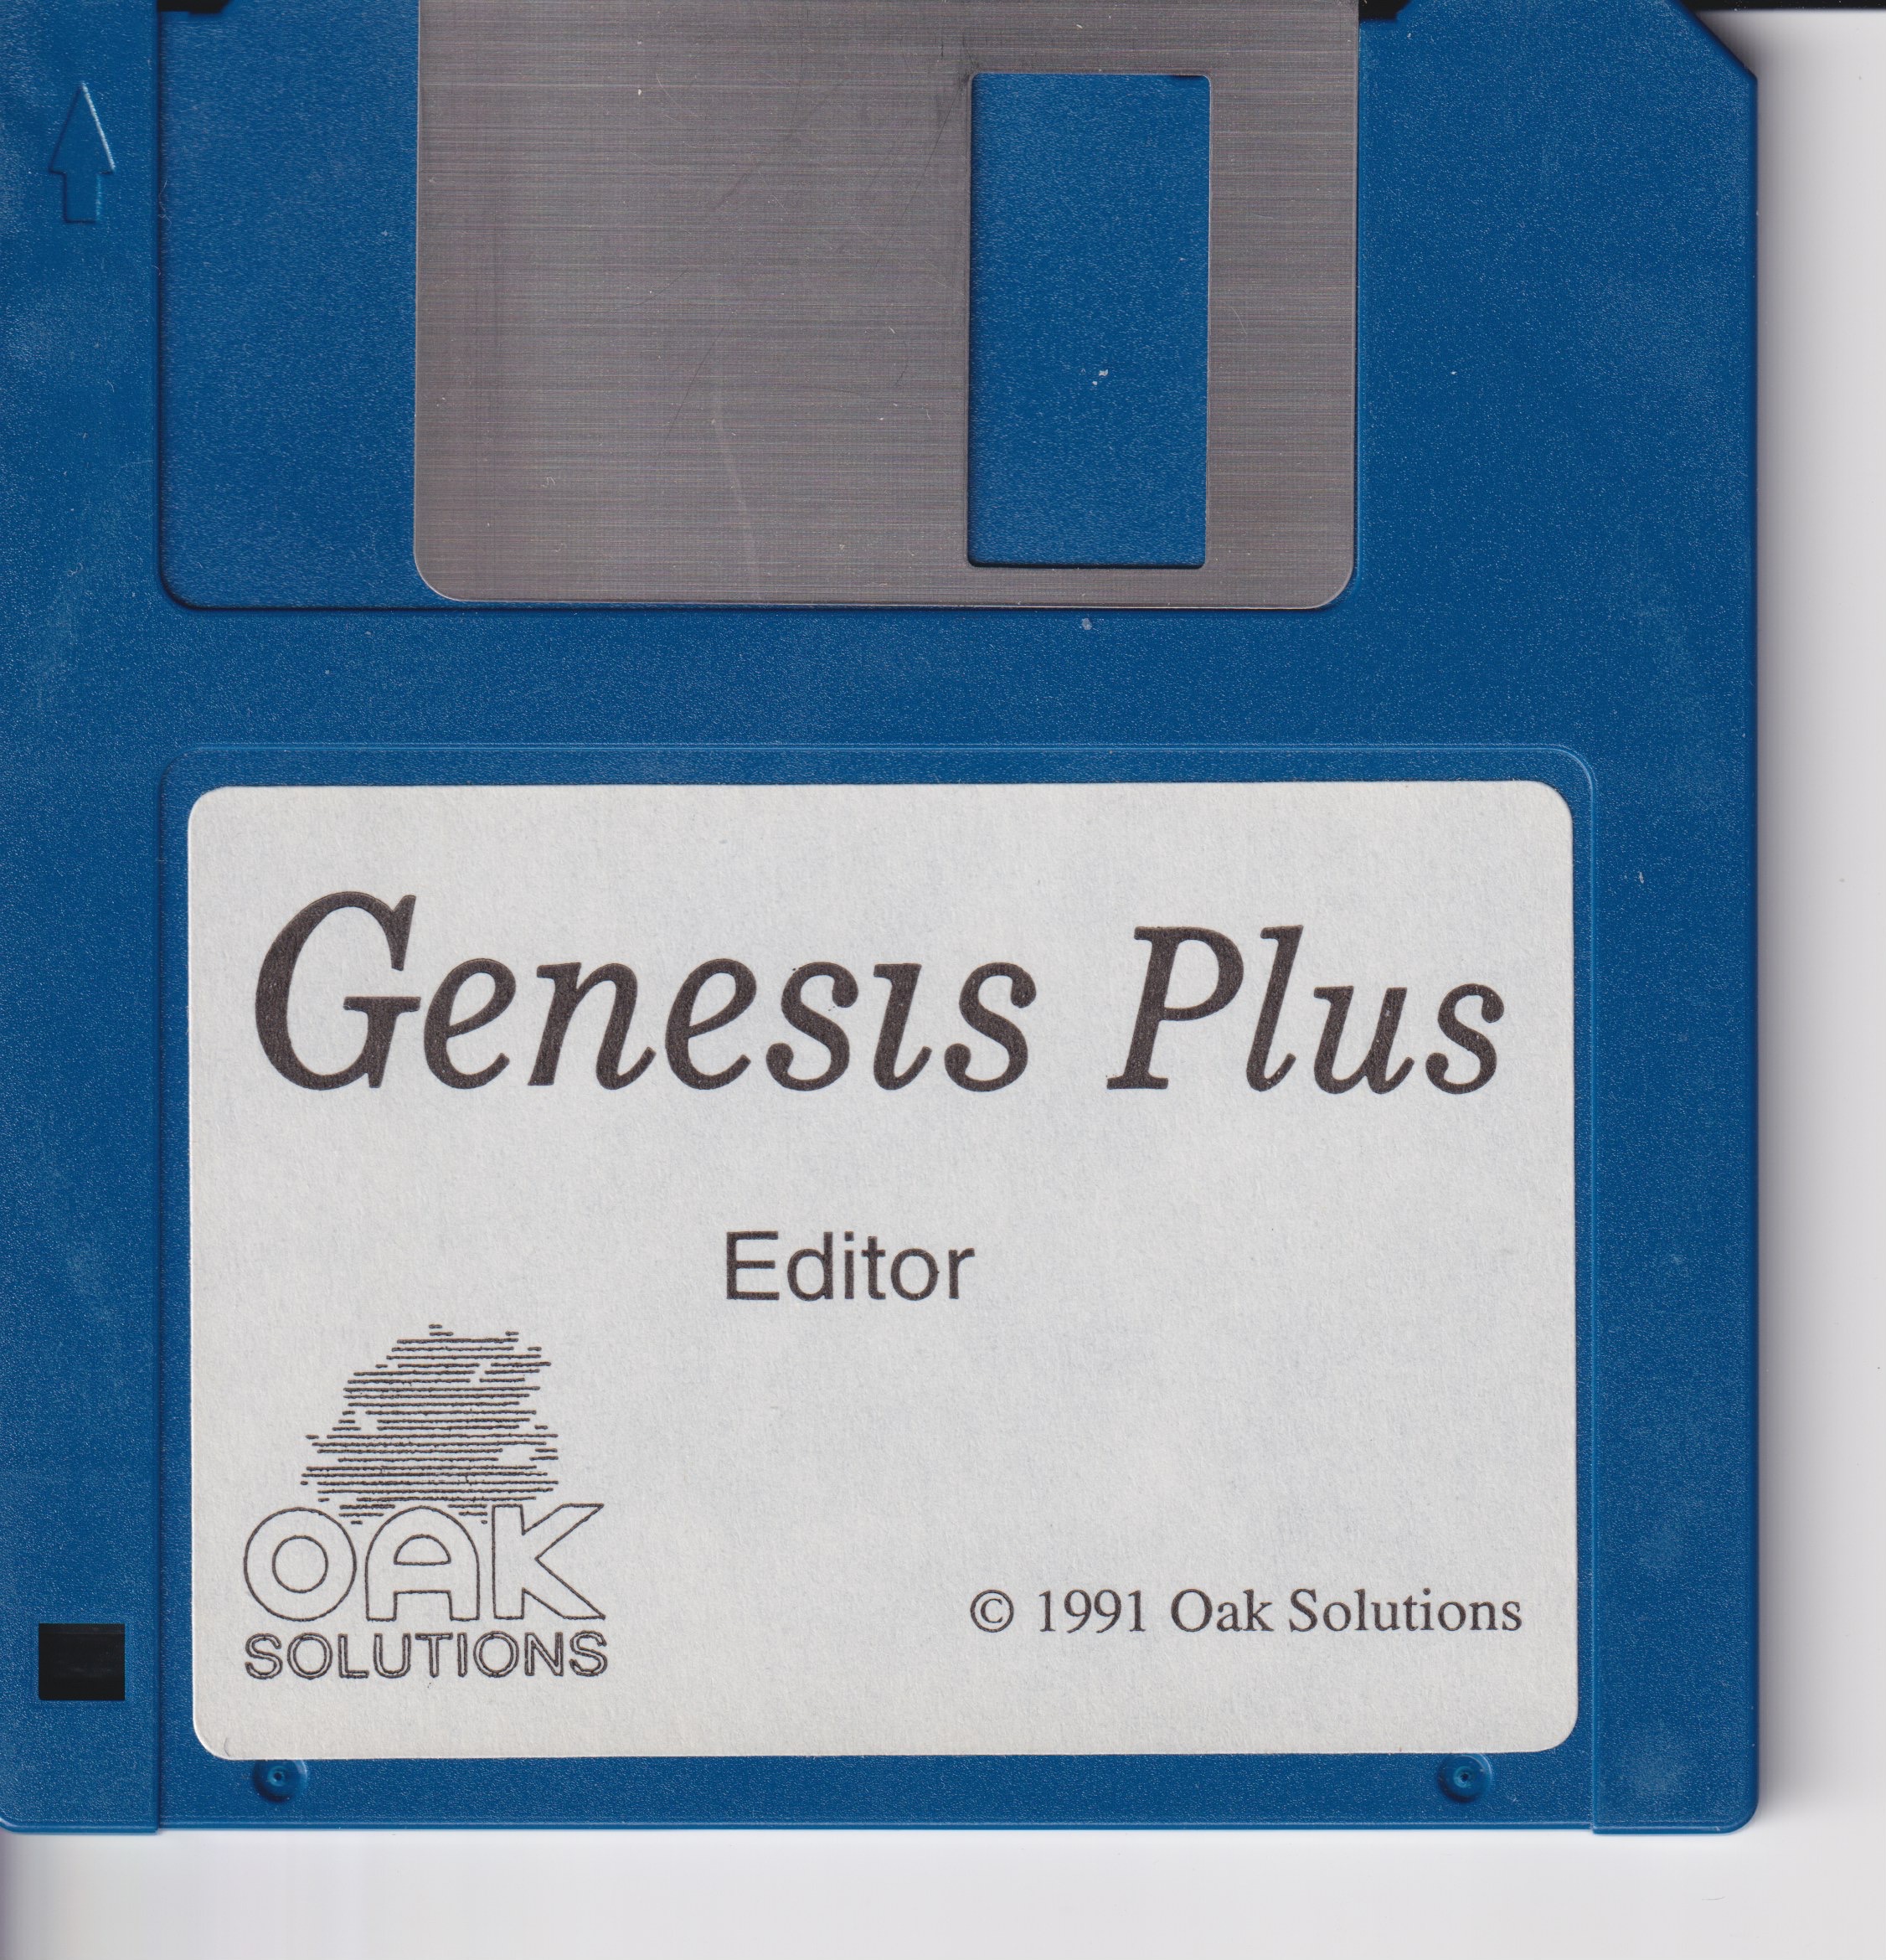 Genesis Plus
Editor
OAK
SOLUTIONS
© 1991 Oak Solutions